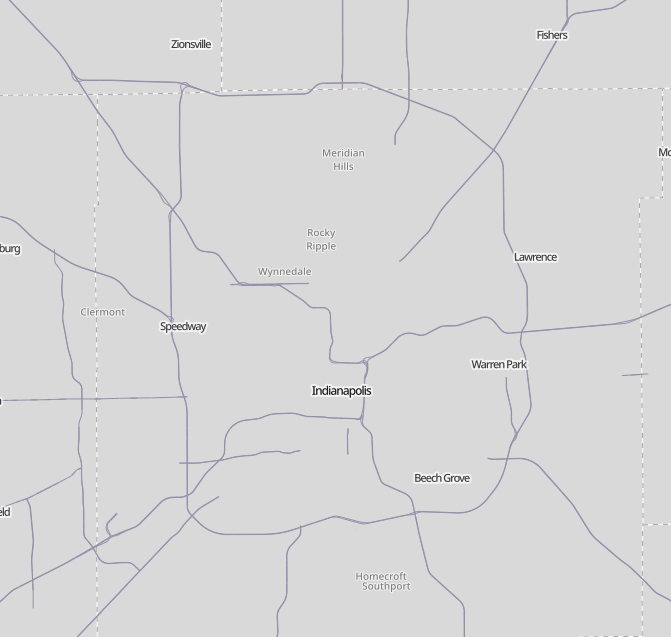 Fishers
Zionsville
Meridian
Hills
Mc
Rocky
Ripple
burg
Lawrence
Wynnedale
Clermont
Speedway
Warren Park
Indianapolis
Beech Grove
eld
Homecroft
Southport